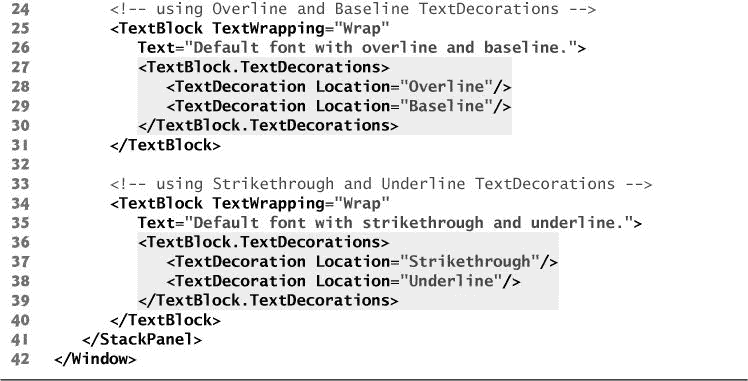 24 <!-- using Overline and Baseline TextDecorations -->
25 <TextBlock TextWrapping="Wrap"
26 Text="Default font with overline and baseline.">
27 <TextBlock.TextDecorations>
28 <TextDecoration Location="Overline"/>
29 <TextDecoration Location="Baseline"/>
30 </TextBlock.TextDecorations>
31 </TextBlock>
32
33 <!-- using Strikethrough and Underline TextDecorations -->
34 <TextBlock TextWrapping="Wrap"
35 Text="Default font with strikethrough and underline.">
36 <TextBlock.TextDecorations>
37 <TextDecoration Location="Strikethrough"/>
38 <TextDecoration Location="Underline"/>
39 </TextBlock.TextDecorations>
40 </TextBlock>
41 </StackPanel>
42 </Window>